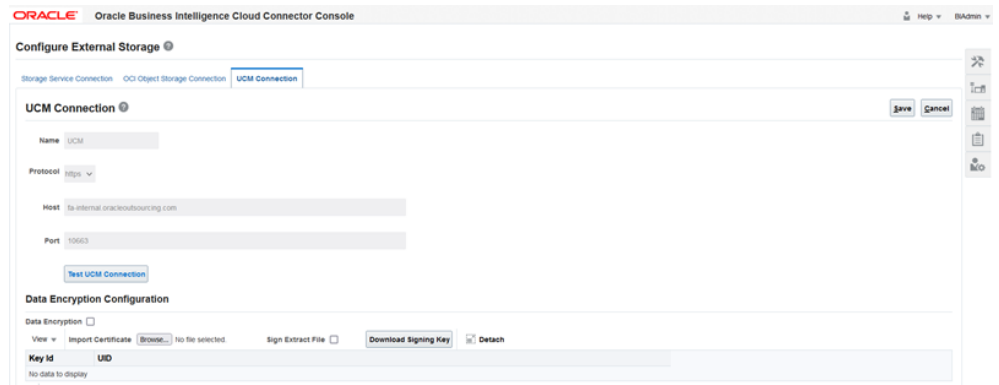 ORACLE Oracle Business Intelligence Cloud Connector Console Help BIAdmin
Configure External Storage
Storage Service Connection OCI Object Storage Connection UCM Connection
UCM Connection Save Cancel
Name UCM
Protocol https
Host fa-internal.oracleoutsourcing.com
Port 10663
Test UCM Connection
Data Encryption Configuration
Data Encryption
View Import Certificate Browse... No file selected. Sign Extract File Download Signing Key Detach
Key Id UID
No data to display